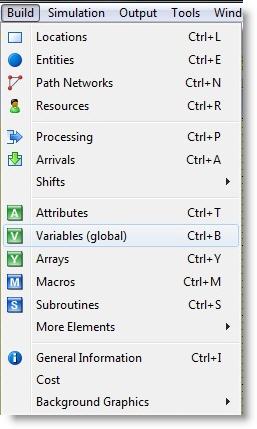 Build Simulation Output Tools Wind
Locations Ctrl+L
Entities Ctrl+E
Path Networks Ctrl+N
Resources Ctrl+R
Processing Ctrl+P
Arrivals Ctrl+A
Shifts
A Attributes Ctrl+T
V Variables (global) Ctrl+B
Y Arrays Ctrl+Y
M Macros Ctrl+M
S Subroutines Ctrl+S
More Elements
i General Information Ctrl+I
Cost
Background Graphics